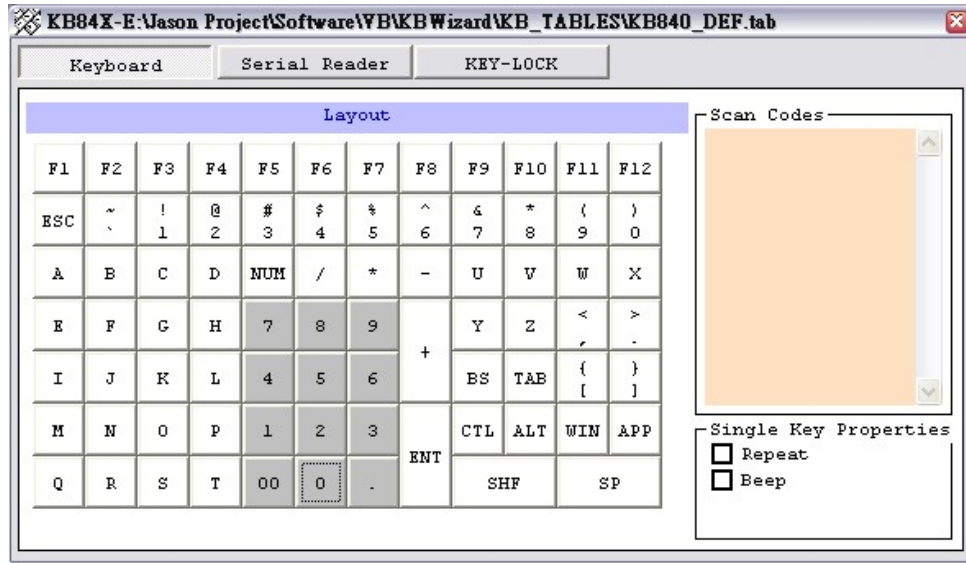 KB84X-E:\Jason Project\Software\VB\KBWizard\KB_TABLES\KB840_DEF.tab
Keyboard Serial Reader KEY-LOCK
Layout
F1 F2 F3 F4 F5 F6 F7 F8 F9 F10 F11 F12
~ ! @ # $ % ^ & * ( )
ESC ` 1 2 3 4 5 6 7 8 9 0
A B C D NUM / * - U V W X
E F G H 7 8 9 + Y Z < >
, .
I J K L 4 5 6 BS TAB { }
[ ]
M N O P 1 2 3 ENT CTL ALT WIN APP
Q R S T 00 0 . SHF SP
Scan Codes
Single Key Properties
Repeat
Beep